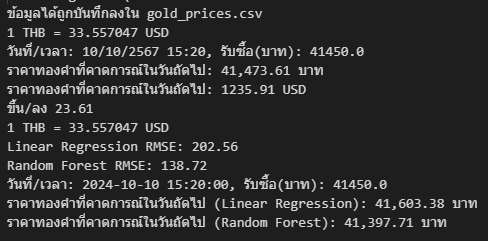 ข้อมูลได้ถูกบันทึกลงใน gold_prices.csv
1 THB = 33.557047 USD
วันที่/เวลา: 10/10/2567 15:20, รับซื้อ(บาท): 41450.0
ราคาทองคำที่คาดการณ์ในวันถัดไป: 41,473.61 บาท
ราคาทองคำที่คาดการณ์ในวันถัดไป: 1235.91 USD
ขึ้น/ลง 23.61
1 THB = 33.557047 USD
Linear Regression RMSE: 202.56
Random Forest RMSE: 138.72
วันที่/เวลา: 2024-10-10 15:20:00, รับซื้อ(บาท): 41450.0
ราคาทองคำที่คาดการณ์ในวันถัดไป (Linear Regression): 41,603.38 บาท
ราคาทองคำที่คาดการณ์ในวันถัดไป (Random Forest): 41,397.71 บาท